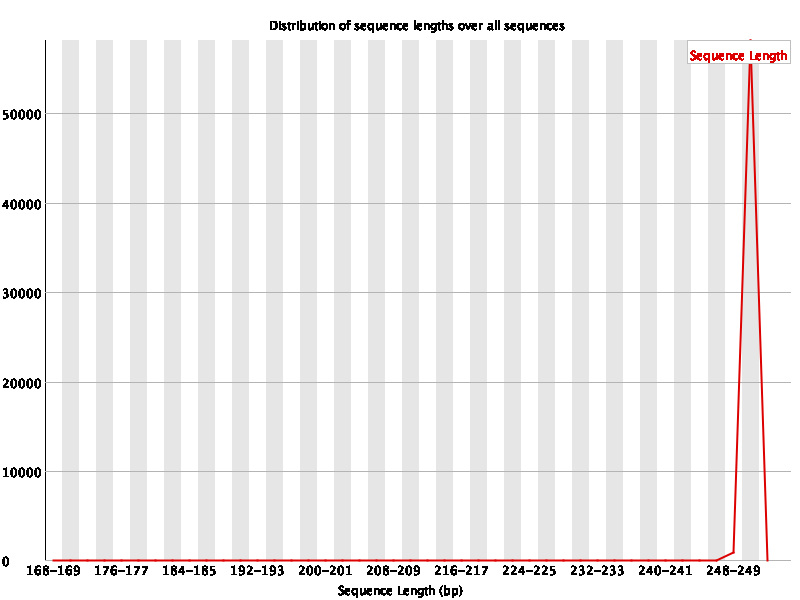 Distribution of sequence lengths over all sequences
Sequence Length
50000
40000
30000
20000
10000
0
168-169 176-177 184-185 192-193 200-201 208-209 216-217 224-225 232-233 240-241 248-249
Sequence Length (bp)